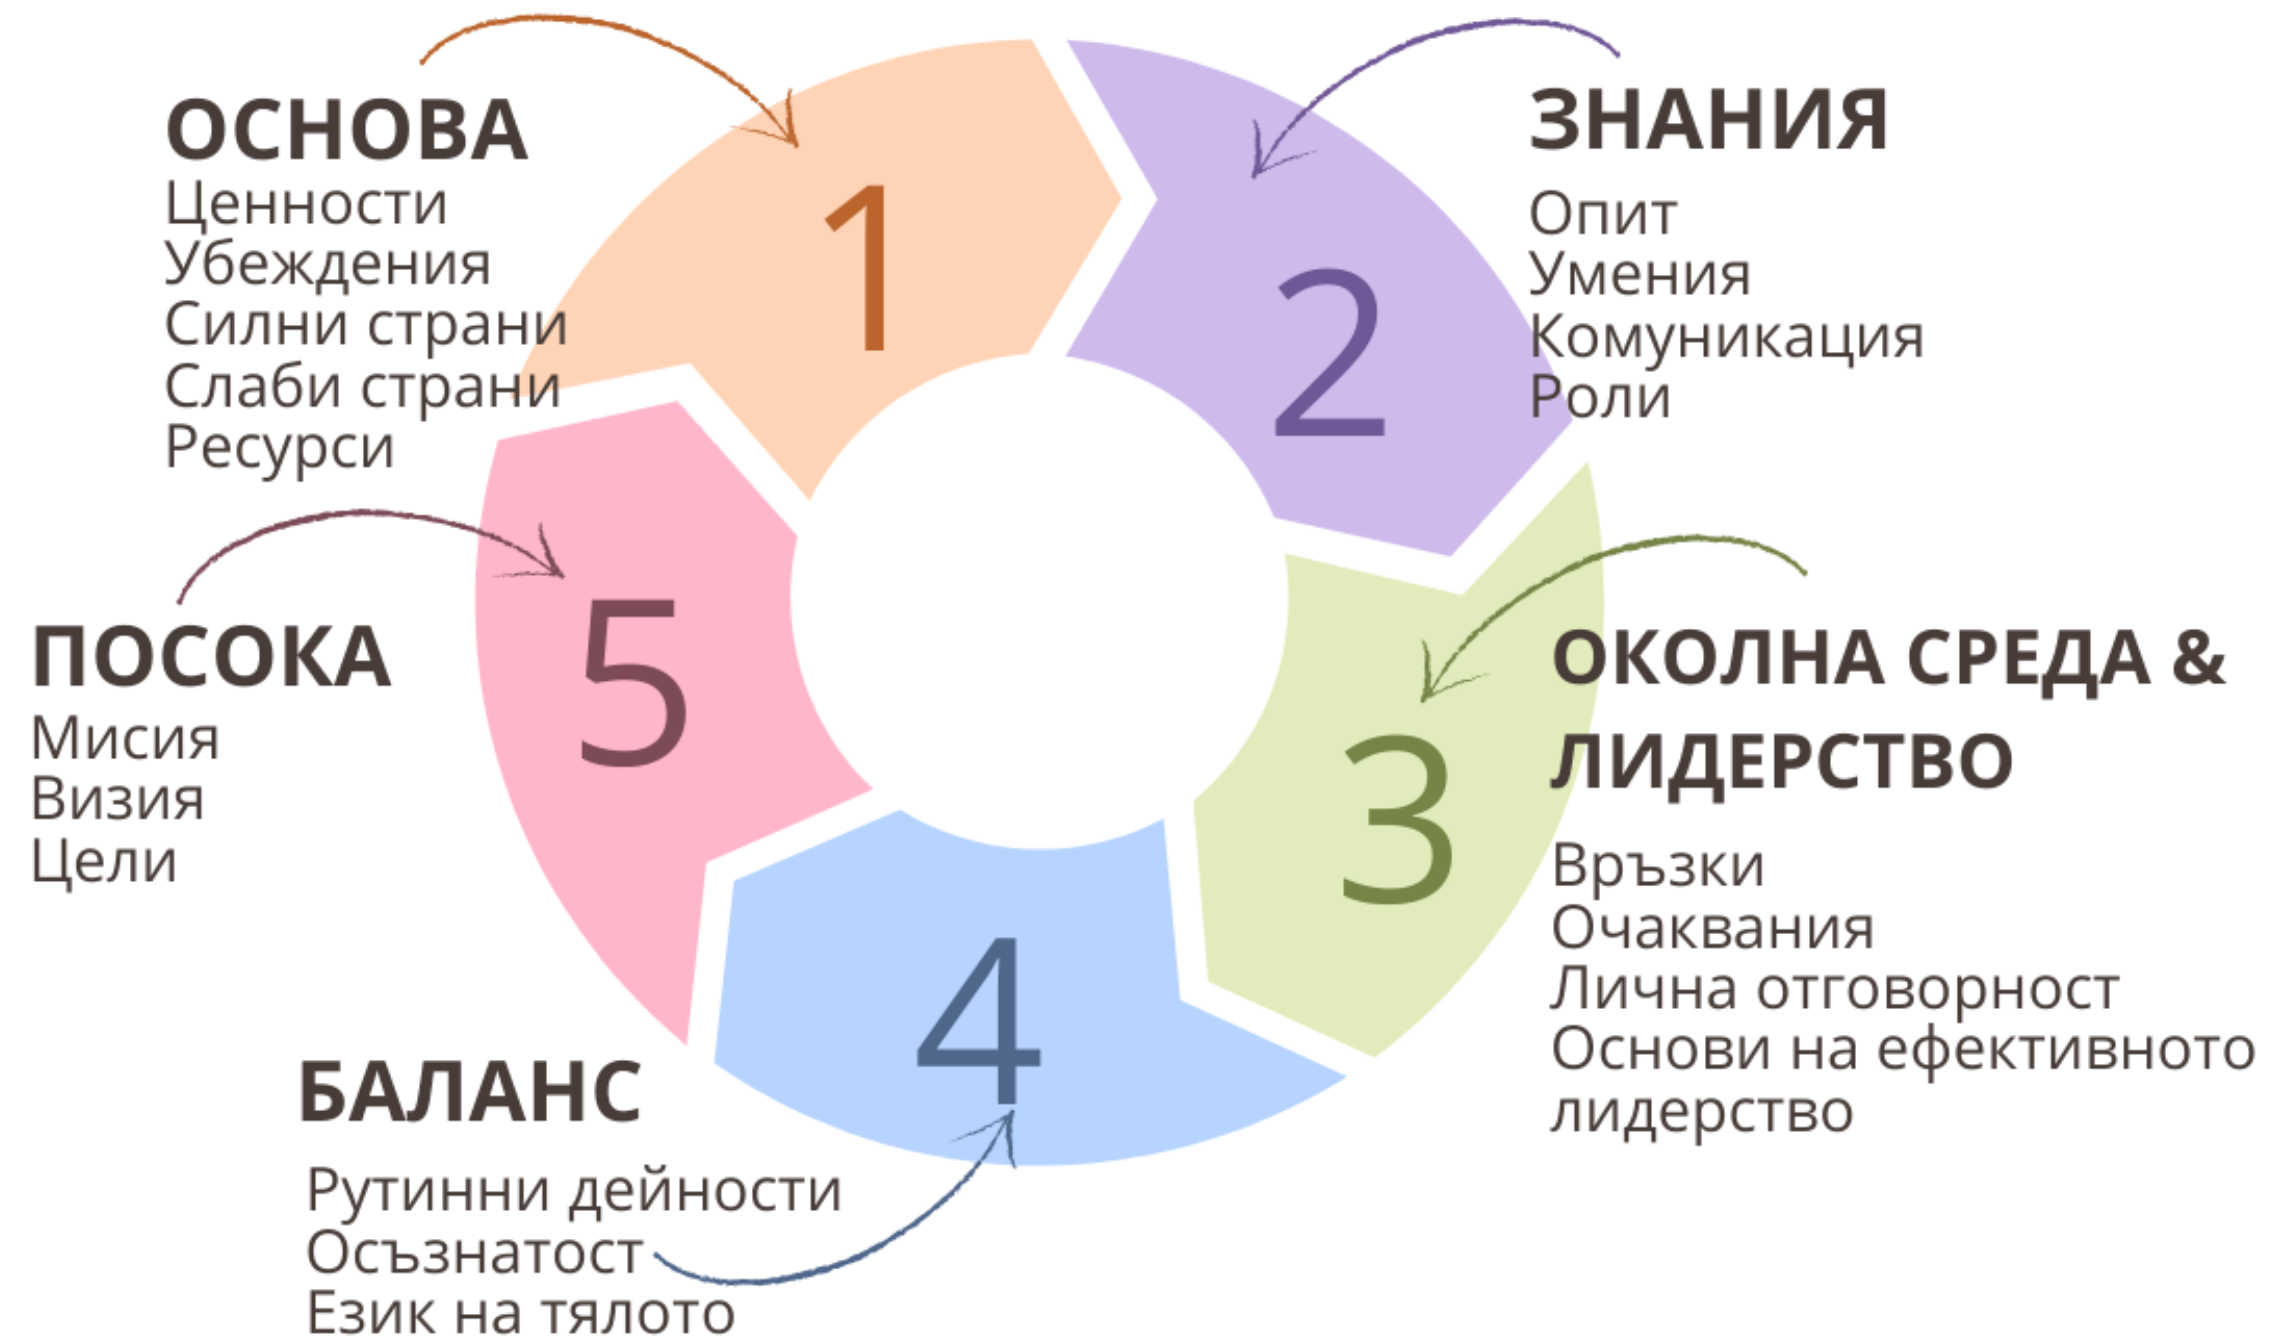 ОСНОВА
Ценности
Убеждения
Силни страни
Слаби страни
Ресурси
1
ЗНАНИЯ
Опит
Умения
Комуникация
Роли
2
ОКОЛНА СРЕДА &
ЛИДЕРСТВО
Връзки
Очаквания
Лична отговорност
Основи на ефективното
лидерство
3
БАЛАНС
Рутинни дейности
Осъзнатост
Език на тялото
4
ПОСОКА
Мисия
Визия
Цели
5